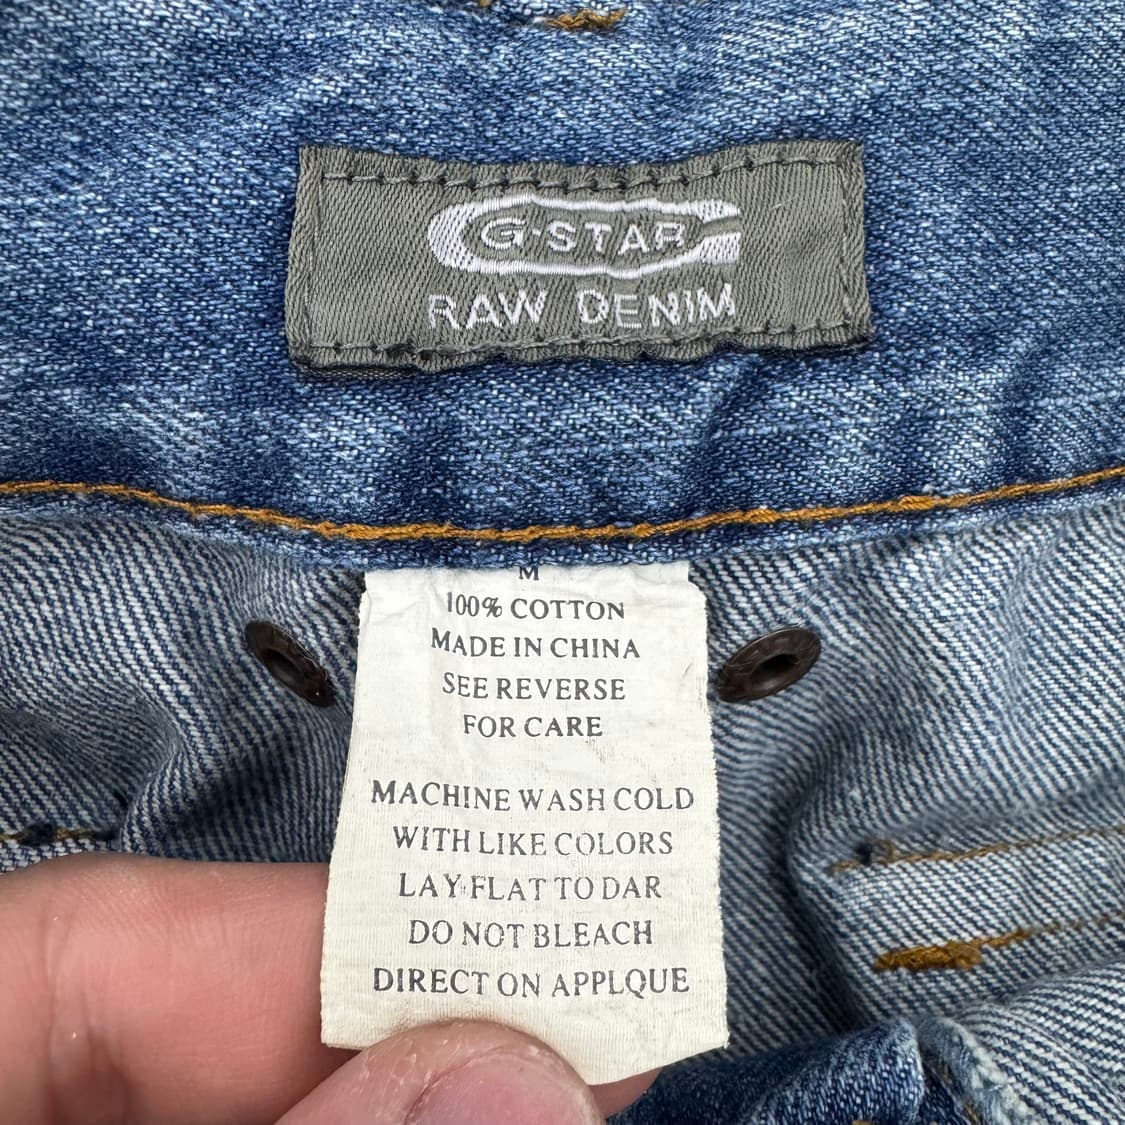 G-STAR
RAW DENIM
M
100% COTTON
MADE IN CHINA
SEE REVERSE
FOR CARE
MACHINE WASH COLD
WITH LIKE COLORS
LAY FLAT TO DAR
DO NOT BLEACH
DIRECT ON APPLQUE